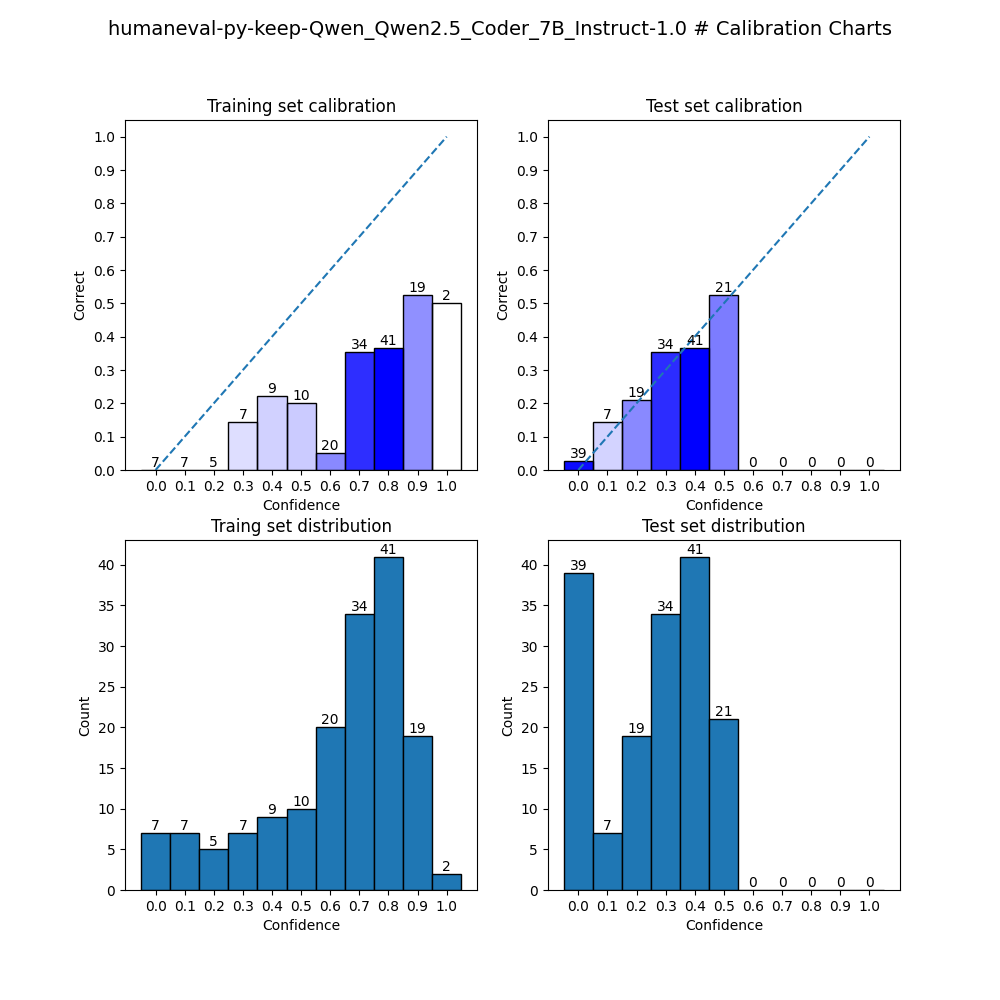 humaneval-py-keep-Qwen_Qwen2.5_Coder_7B_Instruct-1.0 # Calibration Charts
Training set calibration
1.0
0.9
0.8
0.7
0.6
0.5
0.4
0.3
0.2
0.1
0.0
Correct
7 7 5 7 9 10 20 34 41 19 2
0.0 0.1 0.2 0.3 0.4 0.5 0.6 0.7 0.8 0.9 1.0
Confidence
Test set calibration
1.0
0.9
0.8
0.7
0.6
0.5
0.4
0.3
0.2
0.1
0.0
Correct
39 7 19 34 41 21 0 0 0 0 0
0.0 0.1 0.2 0.3 0.4 0.5 0.6 0.7 0.8 0.9 1.0
Confidence
Traing set distribution
40
35
30
25
20
15
10
5
0
Count
7 7 5 7 9 10 20 34 41 19 2
0.0 0.1 0.2 0.3 0.4 0.5 0.6 0.7 0.8 0.9 1.0
Confidence
Test set distribution
40
35
30
25
20
15
10
5
0
Count
39 7 19 34 41 21 0 0 0 0 0
0.0 0.1 0.2 0.3 0.4 0.5 0.6 0.7 0.8 0.9 1.0
Confidence